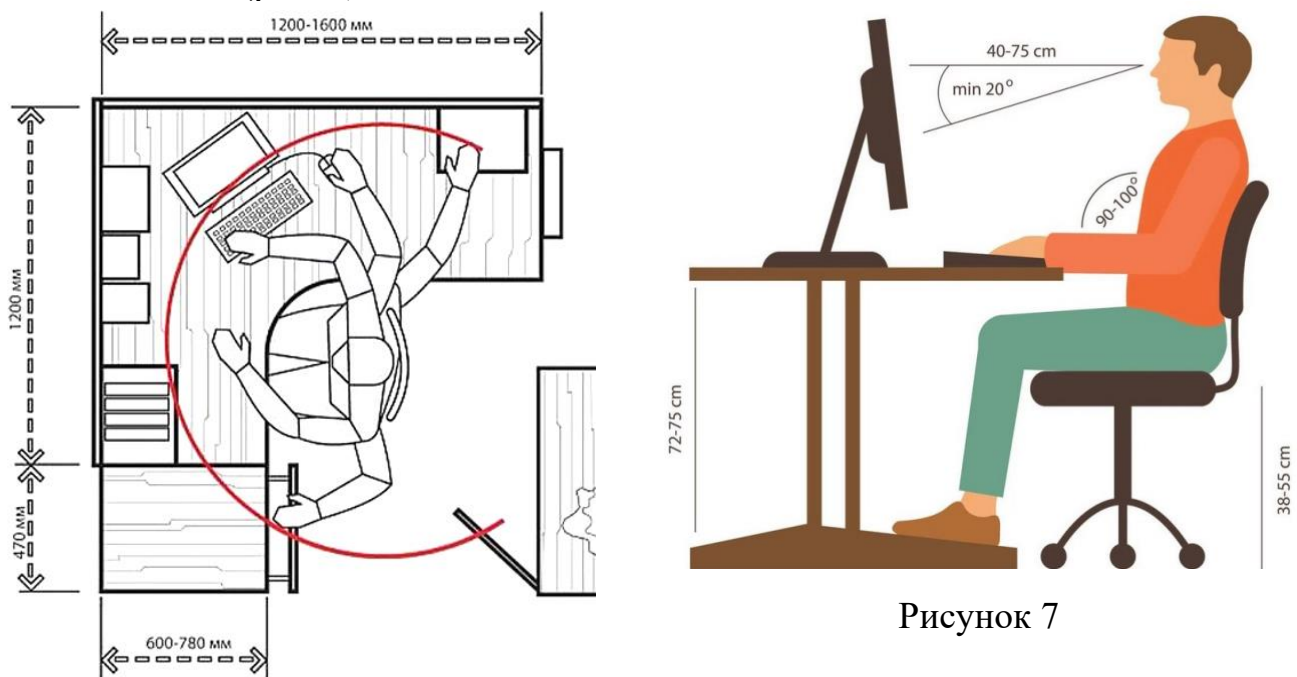 1200-1600 мм
1200 мм
470 мм
600-780 мм
40-75 cm
min 20°
90-100°
72-75 cm
38-55 cm
Рисунок 7